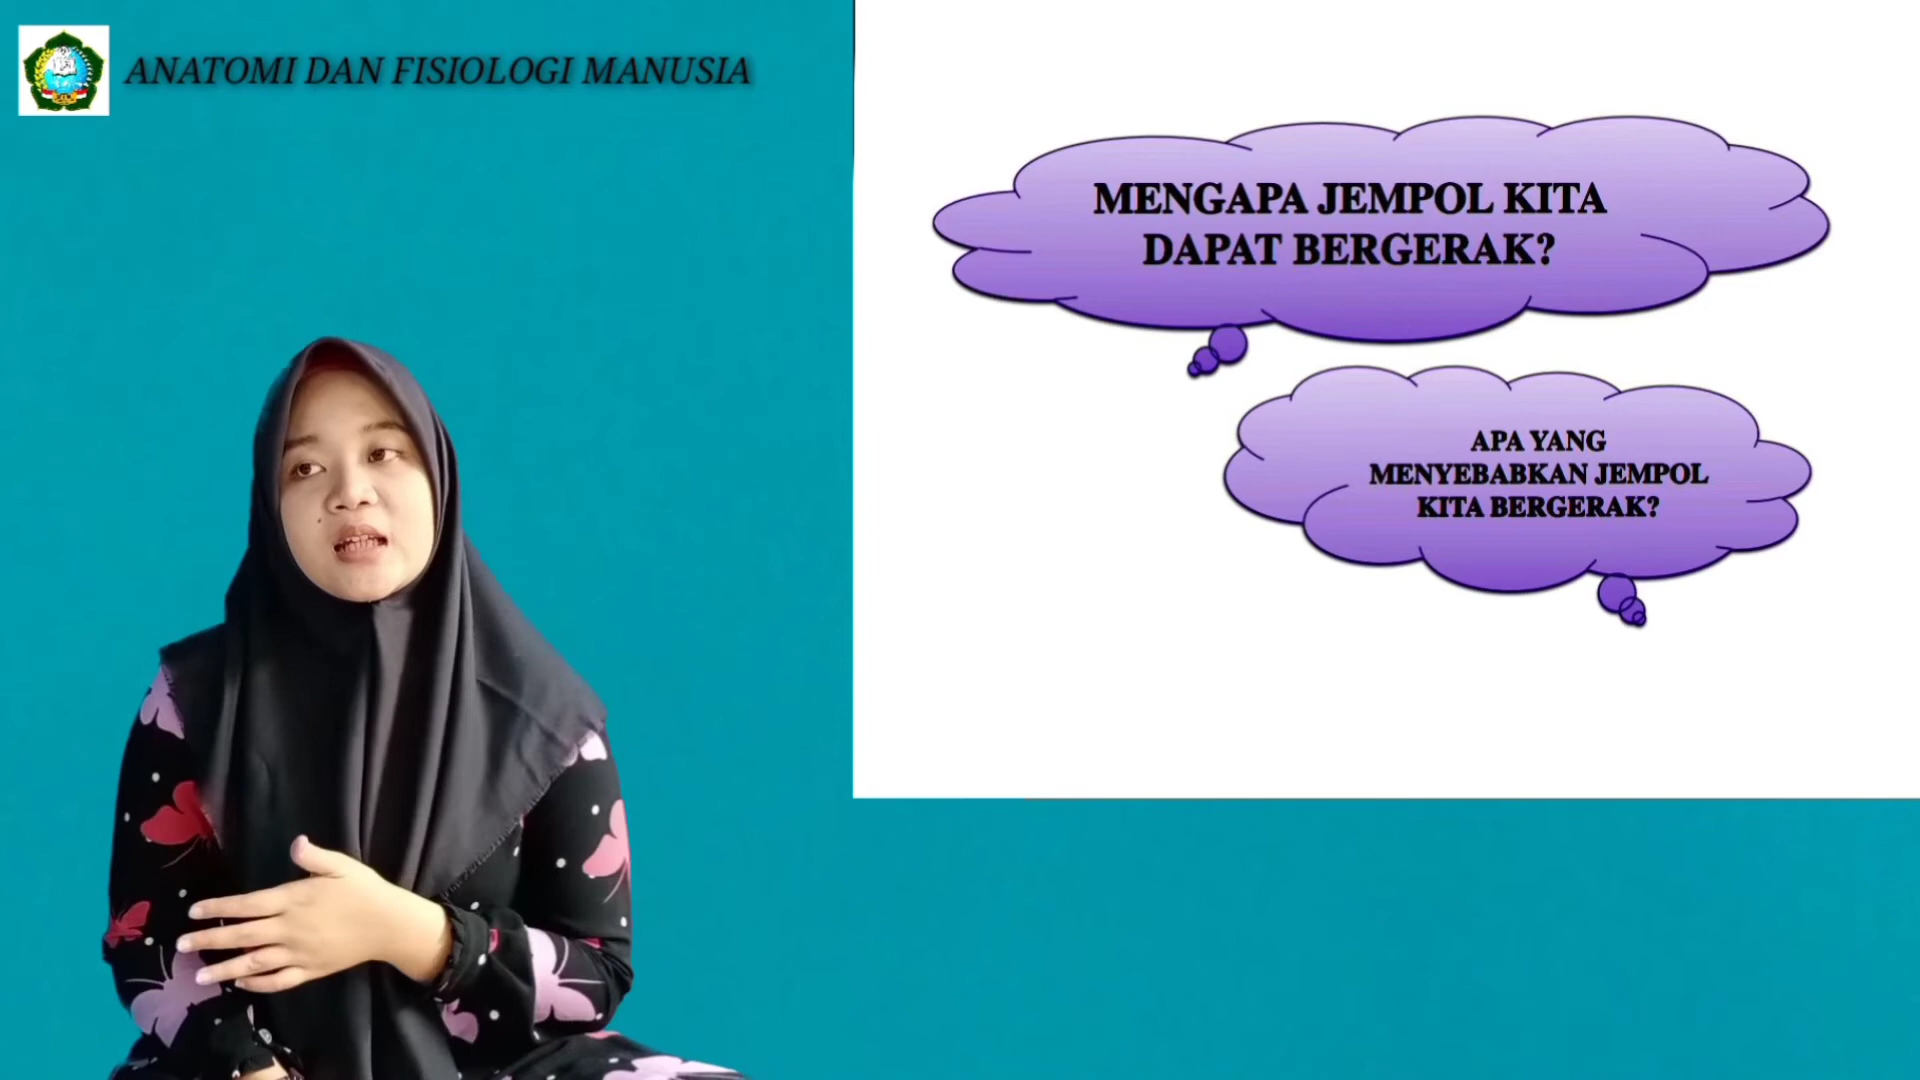 ANATOMI DAN FISIOLOGI MANUSIA
MENGAPA JEMPOL KITA
DAPAT BERGERAK?
APA YANG
MENYEBABKAN JEMPOL
KITA BERGERAK?